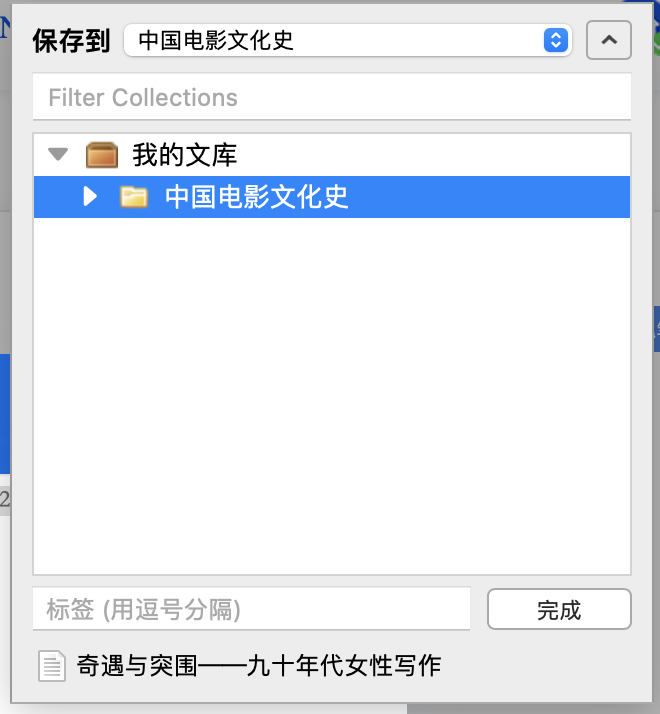 保存到 中国电影文化史
Filter Collections
我的文库
中国电影文化史
标签 (用逗号分隔) 完成
奇遇与突围——九十年代女性写作